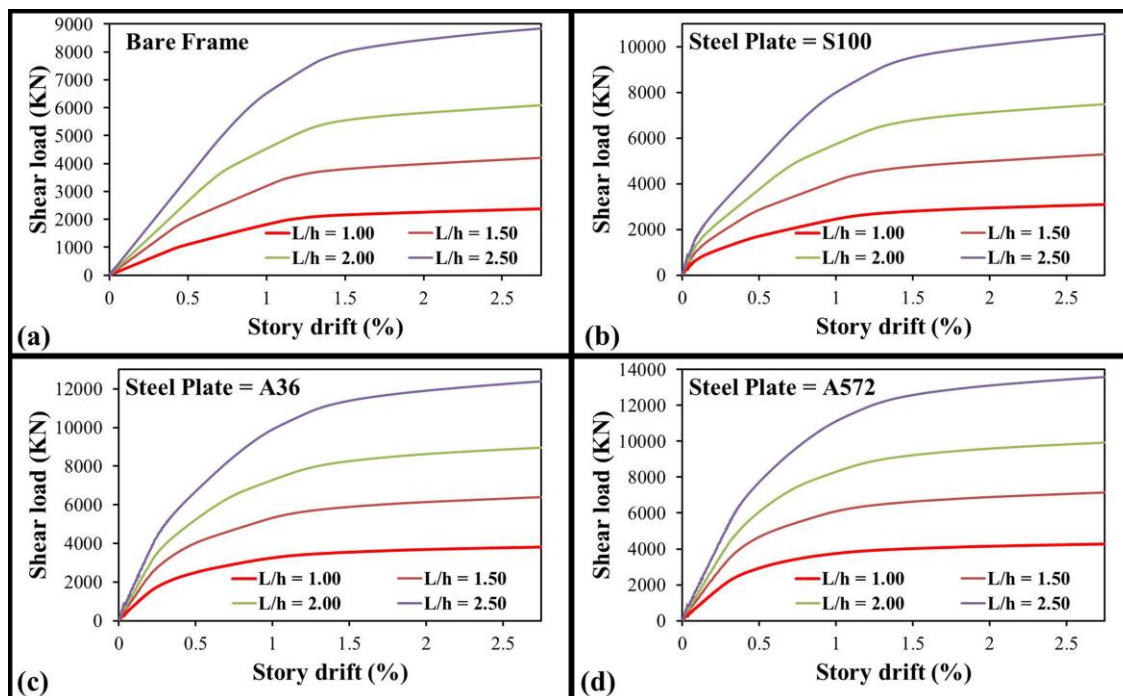 Bare Frame
Shear load (KN)
9000
8000
7000
6000
5000
4000
3000
2000
1000
0
L/h = 1.00 L/h = 1.50
L/h = 2.00 L/h = 2.50
0 0.5 1 1.5 2 2.5
Story drift (%)
(a)
Steel Plate = S100
Shear load (KN)
10000
8000
6000
4000
2000
0
L/h = 1.00 L/h = 1.50
L/h = 2.00 L/h = 2.50
0 0.5 1 1.5 2 2.5
Story drift (%)
(b)
Steel Plate = A36
Shear load (KN)
12000
10000
8000
6000
4000
2000
0
L/h = 1.00 L/h = 1.50
L/h = 2.00 L/h = 2.50
0 0.5 1 1.5 2 2.5
Story drift (%)
(c)
Steel Plate = A572
Shear load (KN)
14000
12000
10000
8000
6000
4000
2000
0
L/h = 1.00 L/h = 1.50
L/h = 2.00 L/h = 2.50
0 0.5 1 1.5 2 2.5
Story drift (%)
(d)